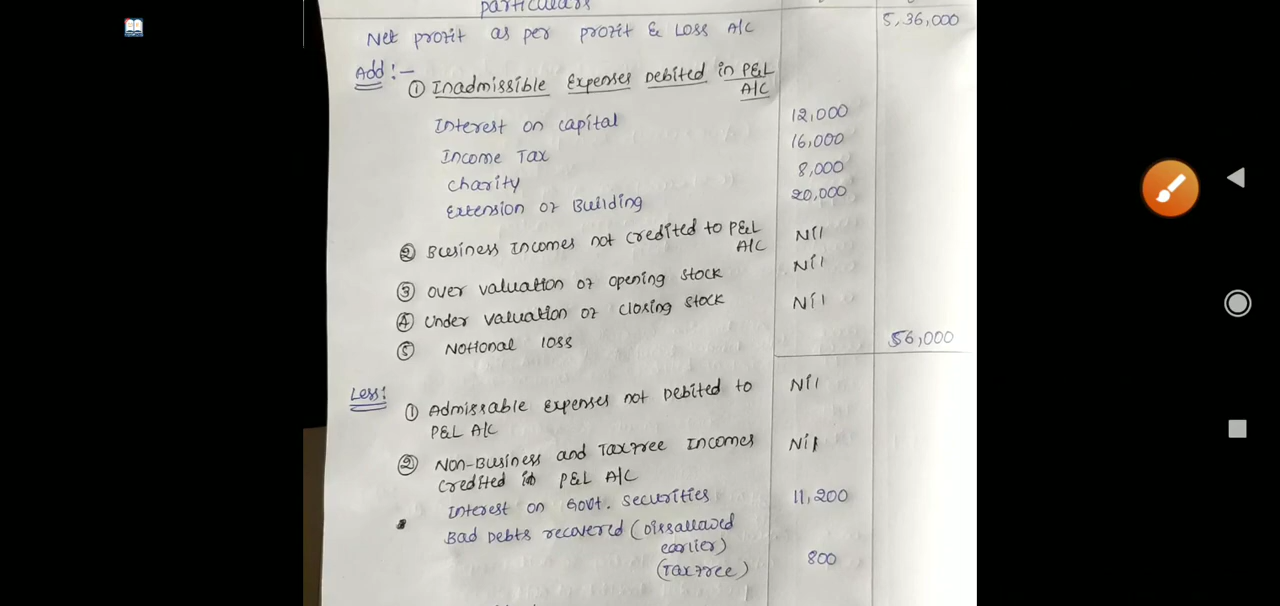 particulars
Net profit as per profit & Loss A/C 5,36,000
Add :-
① Inadmissible Expenses Debited in P&L A/C
Interest on capital 12,000
Income Tax 16,000
charity 8,000
Extension of Building 20,000
② Business Incomes not credited to P&L A/C Nil
③ over valuation of opening stock Nil
④ Under valuation of closing stock Nil
⑤ Notional loss
56,000
Less:
① Admissable Expenses not Debited to P&L A/C Nil
② Non-Business and Taxfree Incomes credited in P&L A/C Nil
Interest on Govt. securities 11,200
Bad Debts recovered (Dissallowed earlier) (Taxfree) 800